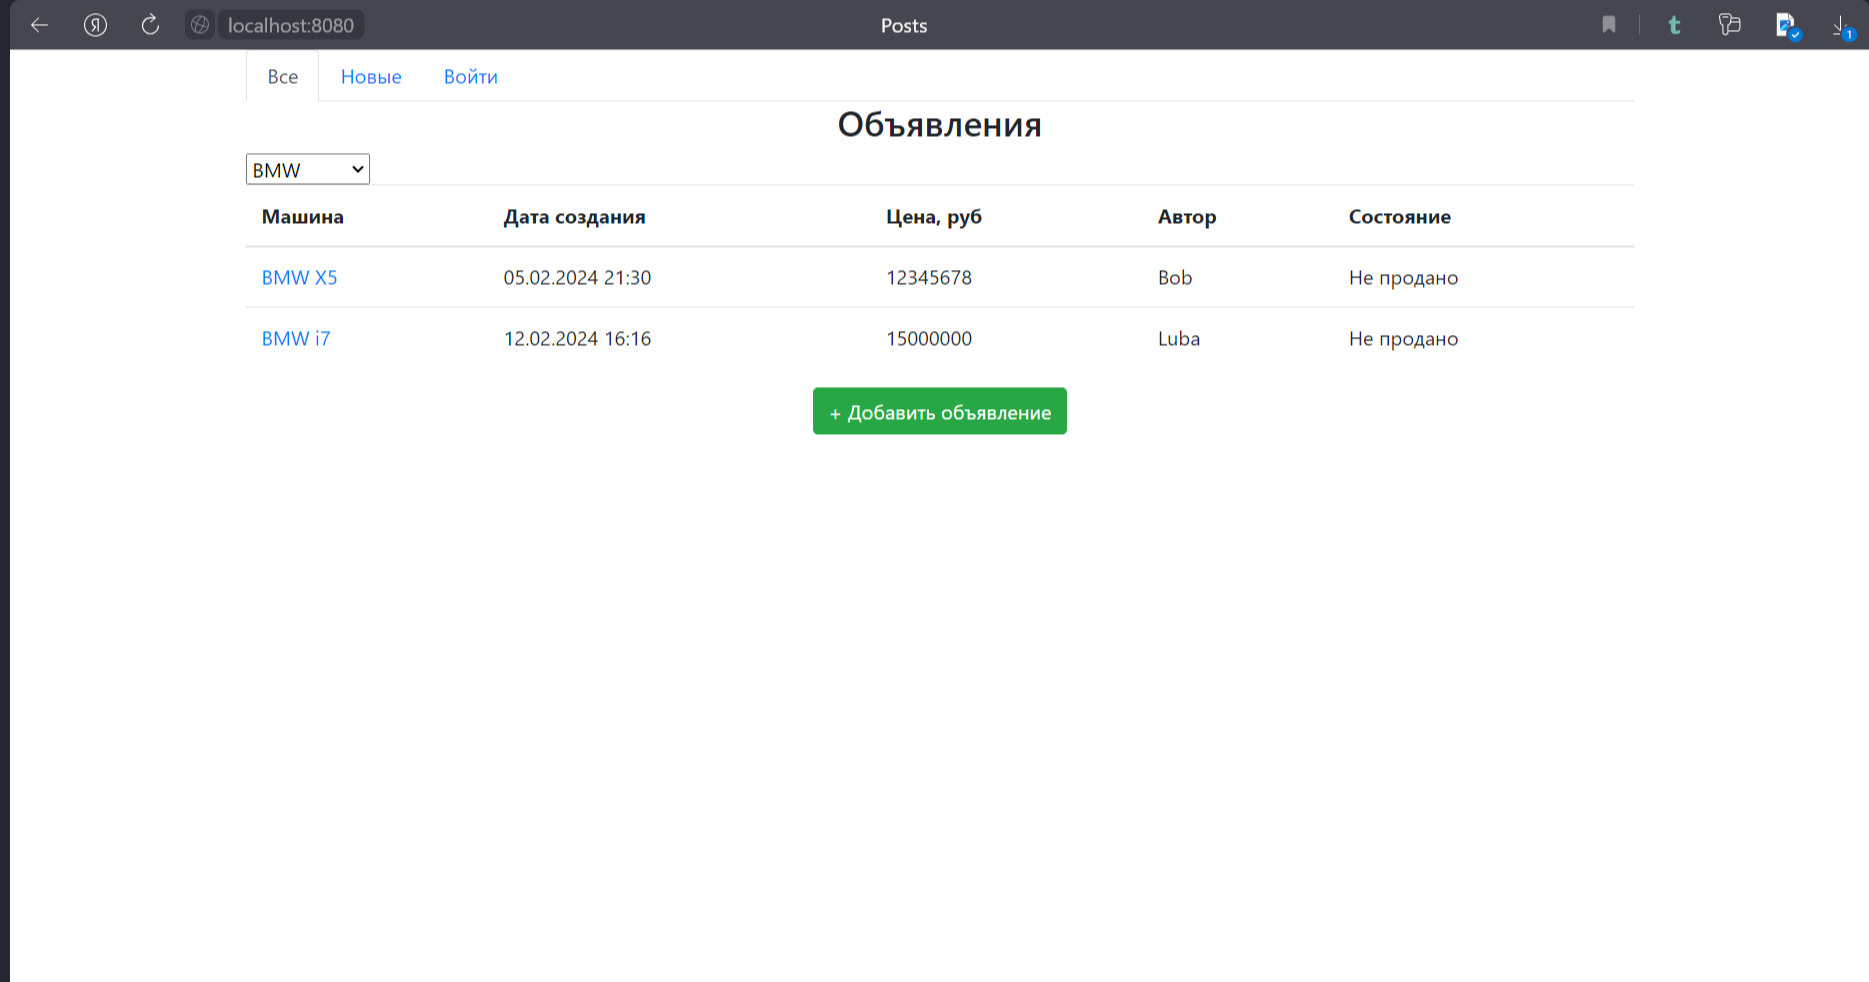 localhost:8080 Posts
Все Новые Войти
Объявления
BMW
Машина Дата создания Цена, руб Автор Состояние
BMW X5 05.02.2024 21:30 12345678 Bob Не продано
BMW i7 12.02.2024 16:16 15000000 Luba Не продано
+ Добавить объявление